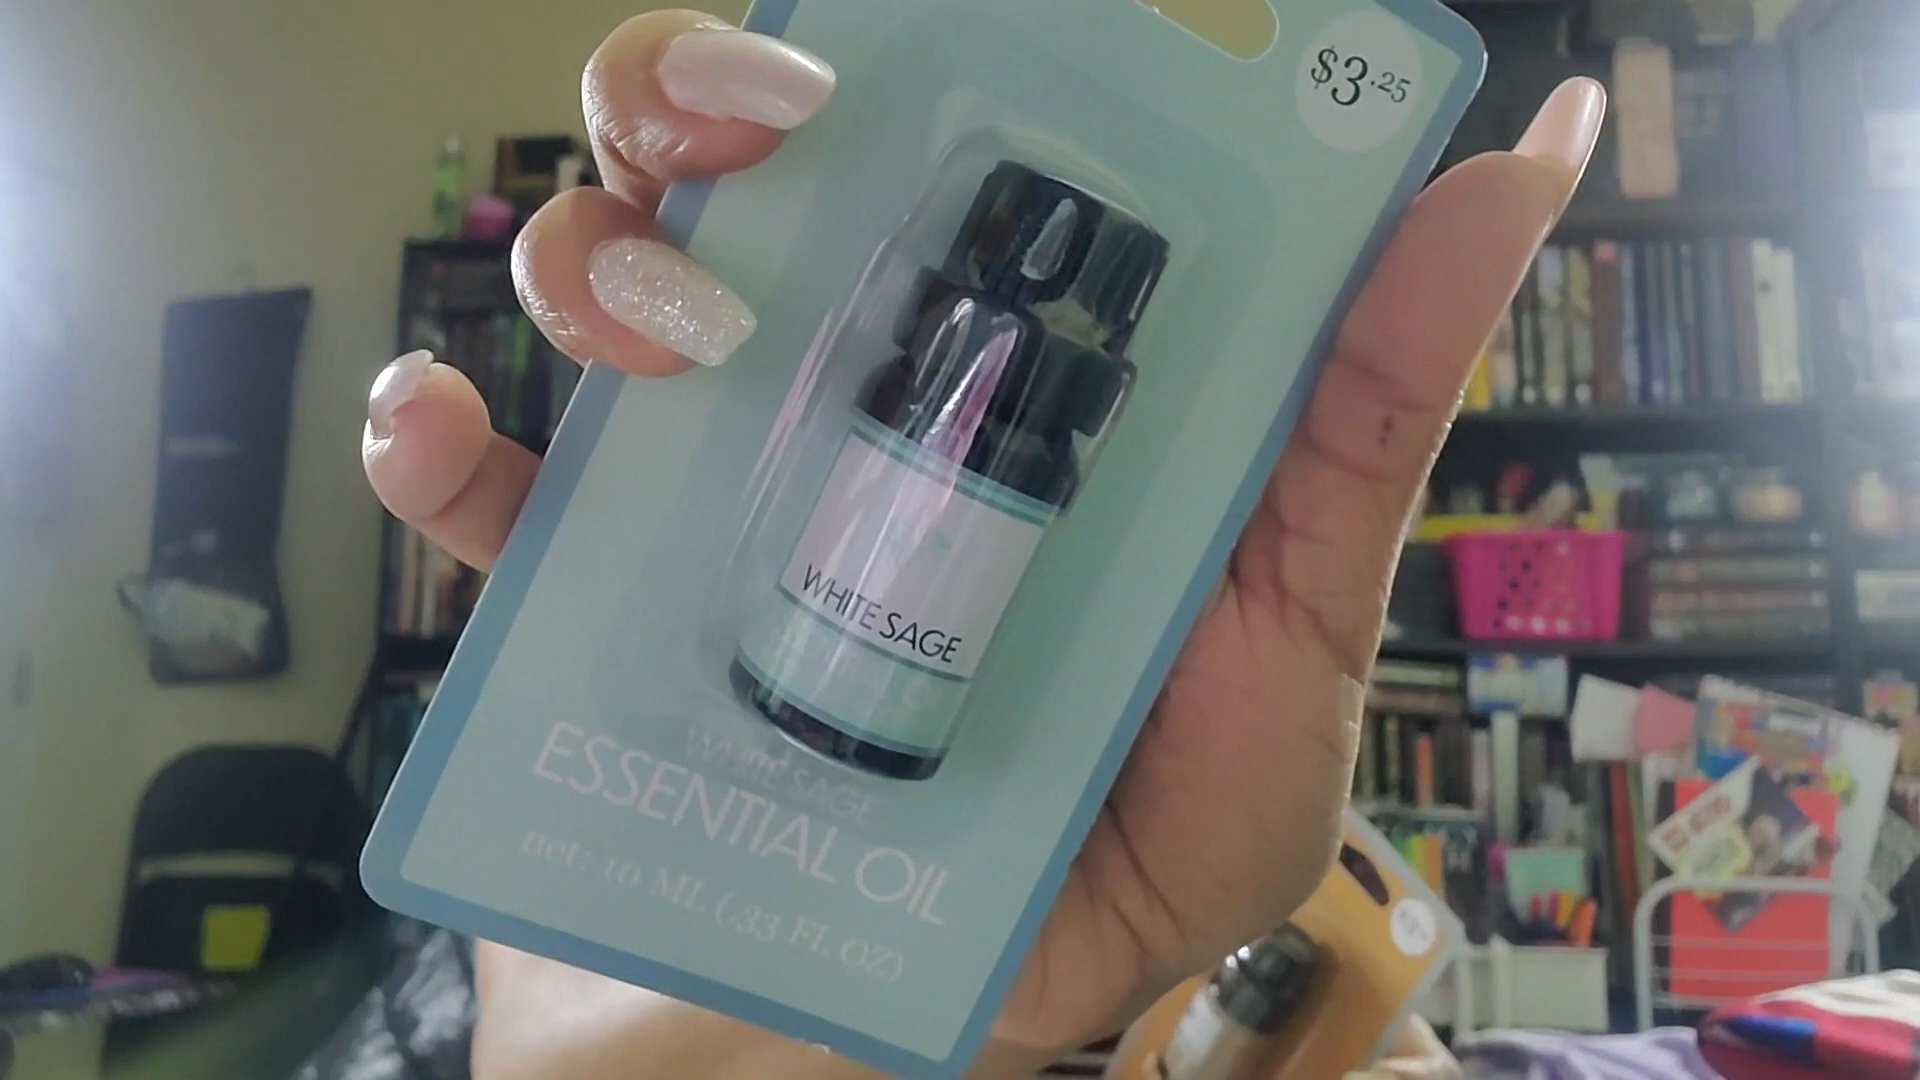 $3.25
WHITE SAGE
WHITE SAGE
ESSENTIAL OIL
net: 10 ML (.33 FL OZ)